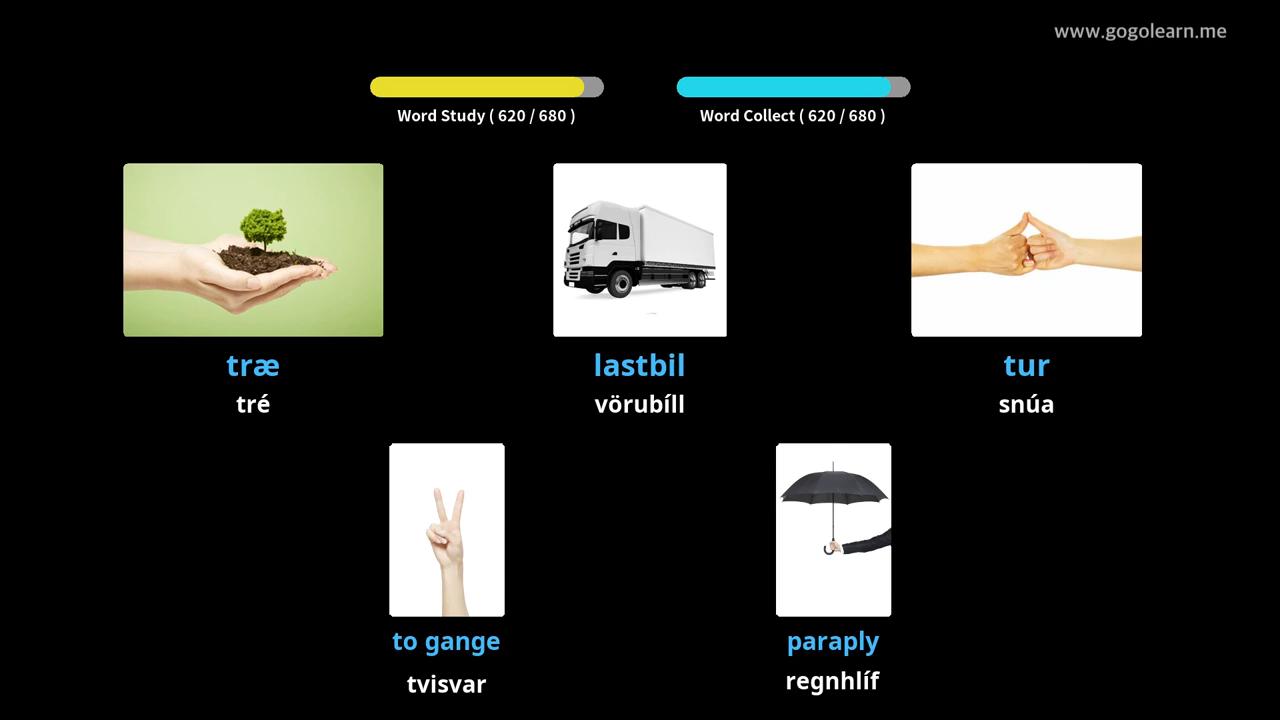 www.gogolearn.me
Word Study ( 620 / 680 )
Word Collect ( 620 / 680 )
træ
lastbil
tur
tré
vörubíll
snúa
to gange
paraply
tvisvar
regnhlíf